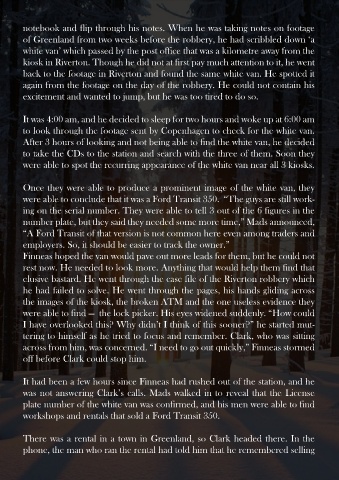 notebook and flip through his notes. When he was taking notes on footage
of Greenland from two weeks before the robbery, he had scribbled down ‘a
white van’ which passed by the post office that was a kilometre away from the
kiosk in Riverton. Though he did not at first pay much attention to it, he went
back to the footage in Riverton and found the same white van. He spotted it
again from the footage on the day of the robbery. He could not contain his
excitement and wanted to jump, but he was too tired to do so.
It was 4:00 am, and he decided to sleep for two hours and woke up at 6:00 am
to look through the footage sent by Copenhagen to check for the white van.
After 3 hours of looking and not being able to find the white van, he decided
to take the CDs to the station and search with the three of them. Soon they
were able to spot the recurring appearance of the white van near all 3 kiosks.
Once they were able to produce a prominent image of the white van, they
were able to conclude that it was a Ford Transit 350. “The guys are still work-
ing on the serial number. They were able to tell 3 out of the 6 figures in the
number plate, but they said they needed some more time,” Mads announced,
“A Ford Transit of that version is not common here even among traders and
employers. So, it should be easier to track the owner.”
Finneas hoped the van would pave out more leads for them, but he could not
rest now. He needed to look more. Anything that would help them find that
elusive bastard. He went through the case file of the Riverton robbery which
he had failed to solve. He went through the pages, his hands gliding across
the images of the kiosk, the broken ATM and the one useless evidence they
were able to find — the lock picker. His eyes widened suddenly. “How could
I have overlooked this? Why didn’t I think of this sooner?” he started mut-
tering to himself as he tried to focus and remember. Clark, who was sitting
across from him, was concerned. “I need to go out quickly,” Finneas stormed
off before Clark could stop him.
It had been a few hours since Finneas had rushed out of the station, and he
was not answering Clark’s calls. Mads walked in to reveal that the License
plate number of the white van was confirmed, and his men were able to find
workshops and rentals that sold a Ford Transit 350.
There was a rental in a town in Greenland, so Clark headed there. In the
phone, the man who ran the rental had told him that he remembered selling